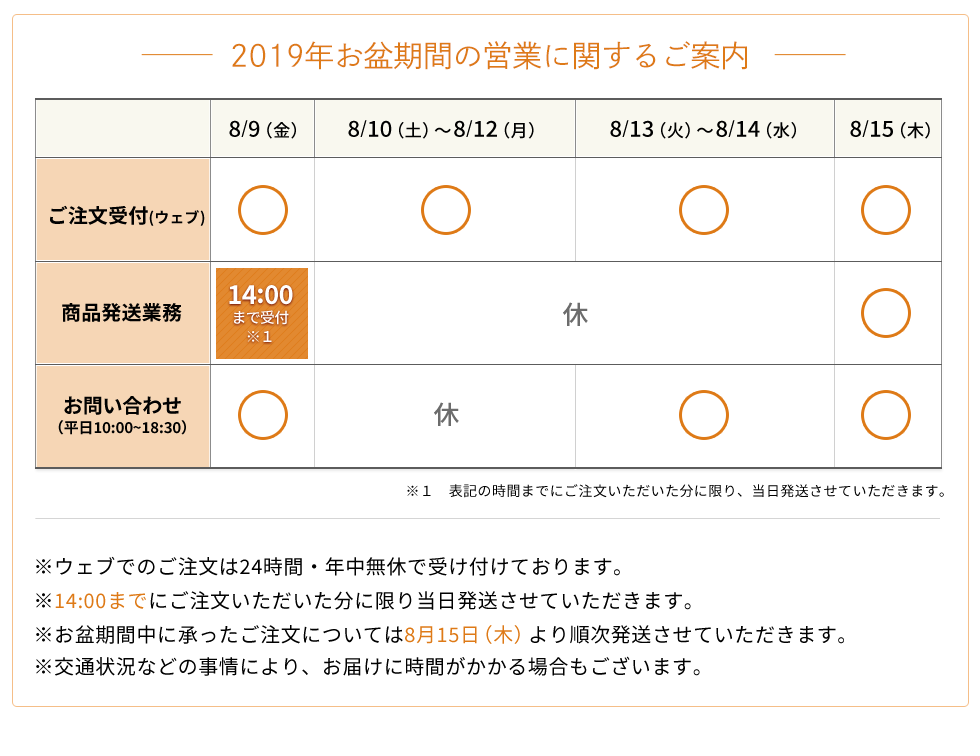 2019年お盆期間の営業に関するご案内
8/9（金） 8/10（土）～8/12（月） 8/13（火）～8/14（水） 8/15（木）
ご注文受付(ウェブ) ◯ ◯ ◯ ◯
14:00
商品発送業務 まで受付 休 ◯
※１
お問い合わせ ◯ 休 ◯ ◯
（平日10:00~18:30）
※１　表記の時間までにご注文いただいた分に限り、当日発送させていただきます。
※ウェブでのご注文は24時間・年中無休で受け付けております。
※14:00までにご注文いただいた分に限り当日発送させていただきます。
※お盆期間中に承ったご注文については8月15日（木）より順次発送させていただきます。
※交通状況などの事情により、お届けに時間がかかる場合もございます。